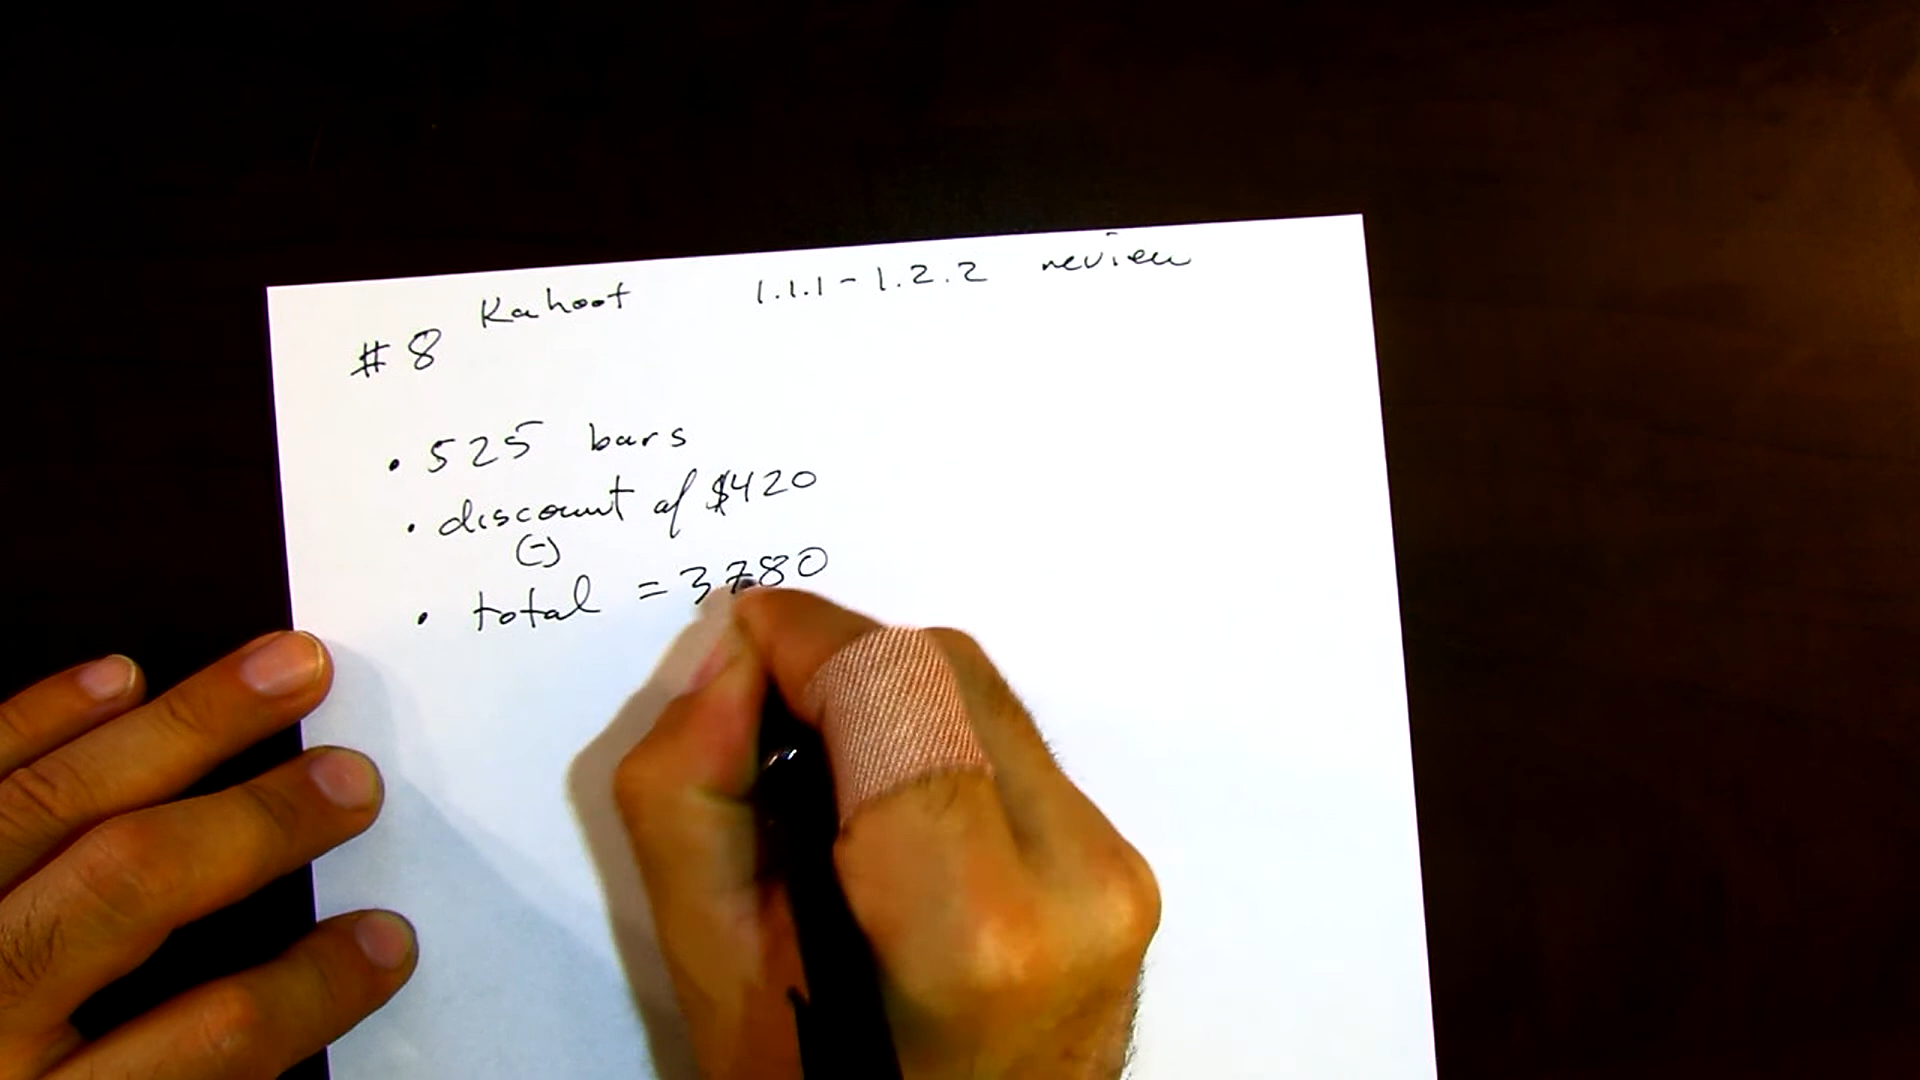 Kahoot 1.1.1-1.2.2 review
#8
• 525 bars
• discount of $420
(-)
• total = 3780